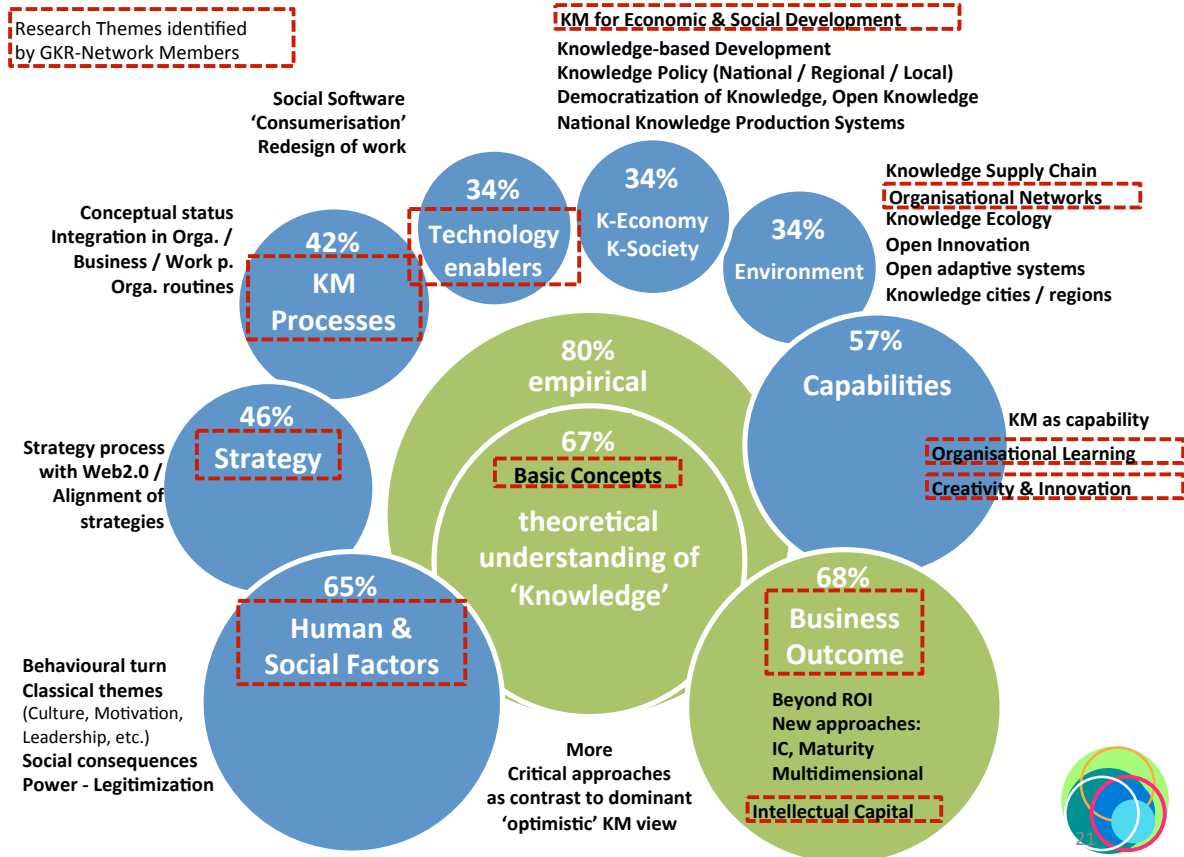 Research Themes identified
by GKR-Network Members
KM for Economic & Social Development
Knowledge-based Development
Knowledge Policy (National / Regional / Local)
Democratization of Knowledge, Open Knowledge
National Knowledge Production Systems
Social Software
‘Consumerisation’
Redesign of work
34%
Technology
enablers
34%
K-Economy
K-Society
34%
Environment
Knowledge Supply Chain
Organisational Networks
Knowledge Ecology
Open Innovation
Open adaptive systems
Knowledge cities / regions
Conceptual status
Integration in Orga. /
Business / Work p.
Orga. routines
42%
KM
Processes
57%
Capabilities
KM as capability
Organisational Learning
Creativity & Innovation
80%
empirical
67%
Basic Concepts
theoretical
understanding of
‘Knowledge’
46%
Strategy
Strategy process
with Web2.0 /
Alignment of
strategies
65%
Human &
Social Factors
Behavioural turn
Classical themes
(Culture, Motivation,
Leadership, etc.)
Social consequences
Power - Legitimization
More
Critical approaches
as contrast to dominant
‘optimistic’ KM view
68%
Business
Outcome
Beyond ROI
New approaches:
IC, Maturity
Multidimensional
Intellectual Capital
21